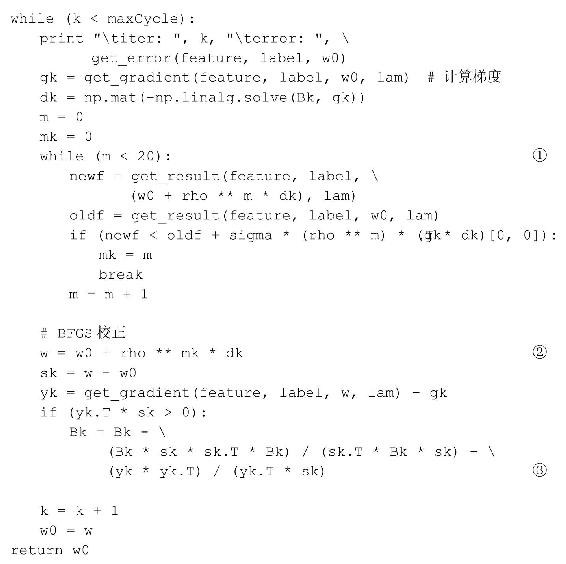 while (k < maxCycle):
print "\titer: ", k, "\terror: ", \
get_error(feature, label, w0)
gk = get_gradient(feature, label, w0, lam) # 计算梯度
dk = np.mat(-np.linalg.solve(Bk, gk))
m = 0
mk = 0
while (m < 20): ①
newf = get_result(feature, label, \
(w0 + rho ** m * dk), lam)
oldf = get_result(feature, label, w0, lam)
if (newf < oldf + sigma * (rho ** m) * (gk.T * dk)[0, 0]):
mk = m
break
m = m + 1
# BFGS 校正
w = w0 + rho ** mk * dk ②
sk = w - w0
yk = get_gradient(feature, label, w, lam) - gk
if (yk.T * sk > 0):
Bk = Bk - \
(Bk * sk * sk.T * Bk) / (sk.T * Bk * sk) + \
(yk * yk.T) / (yk.T * sk) ③
k = k + 1
w0 = w
return w0